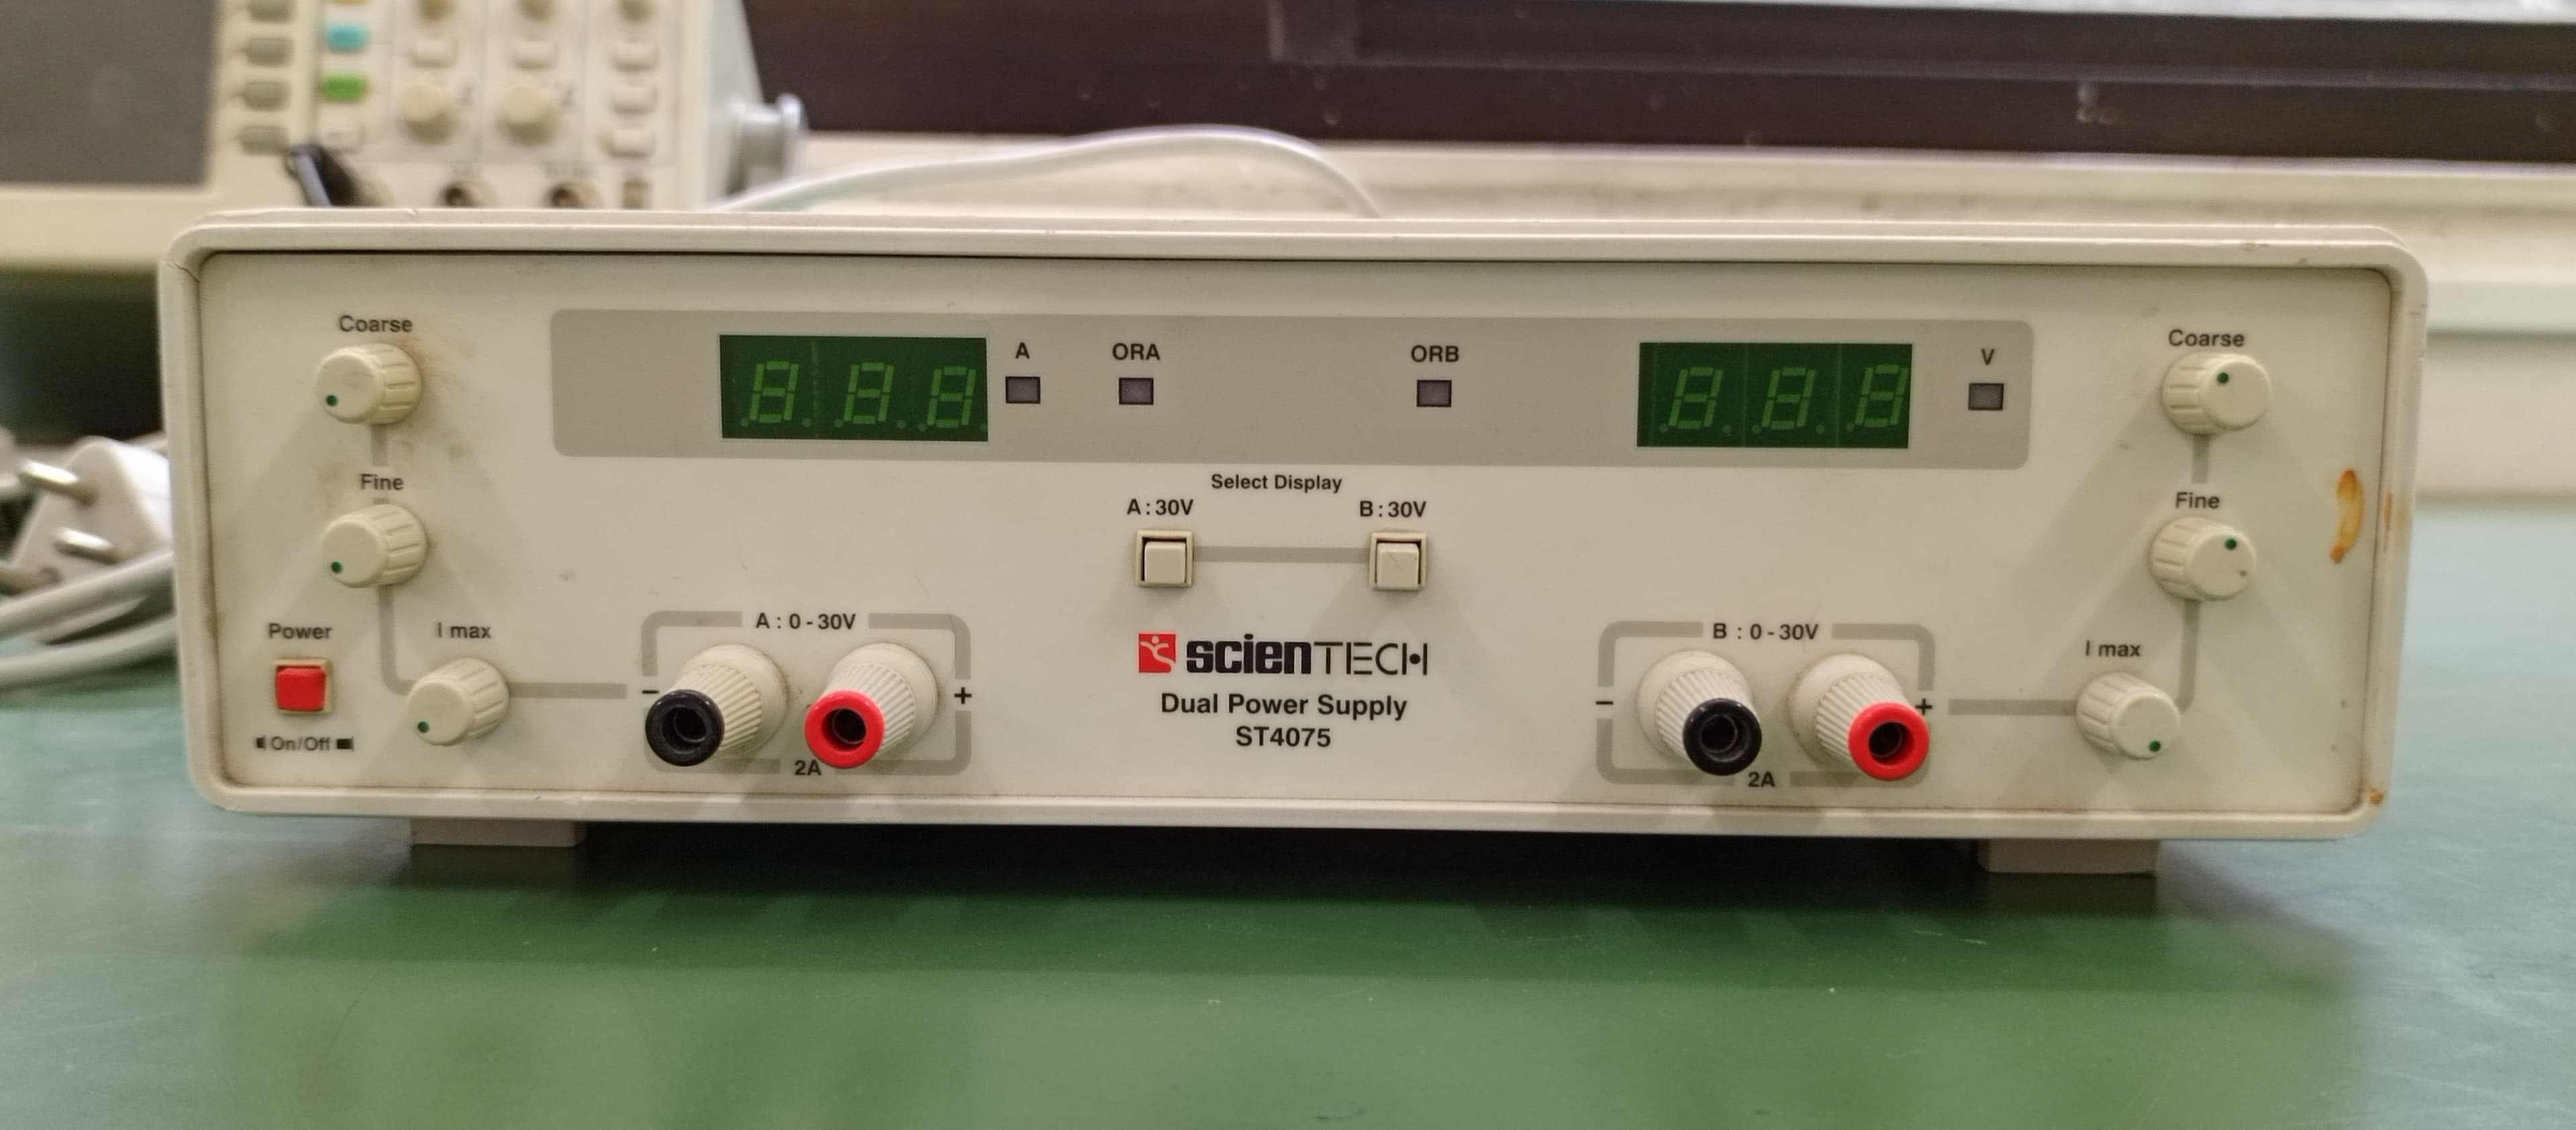 Coarse
A
ORA
ORB
V
Coarse
Fine
Select Display
A : 30V
B : 30V
Fine
Power
I max
A : 0 - 30V
scienTECH
B : 0 - 30V
I max
−
+
Dual Power Supply
−
+
ST4075
On/Off
2A
2A